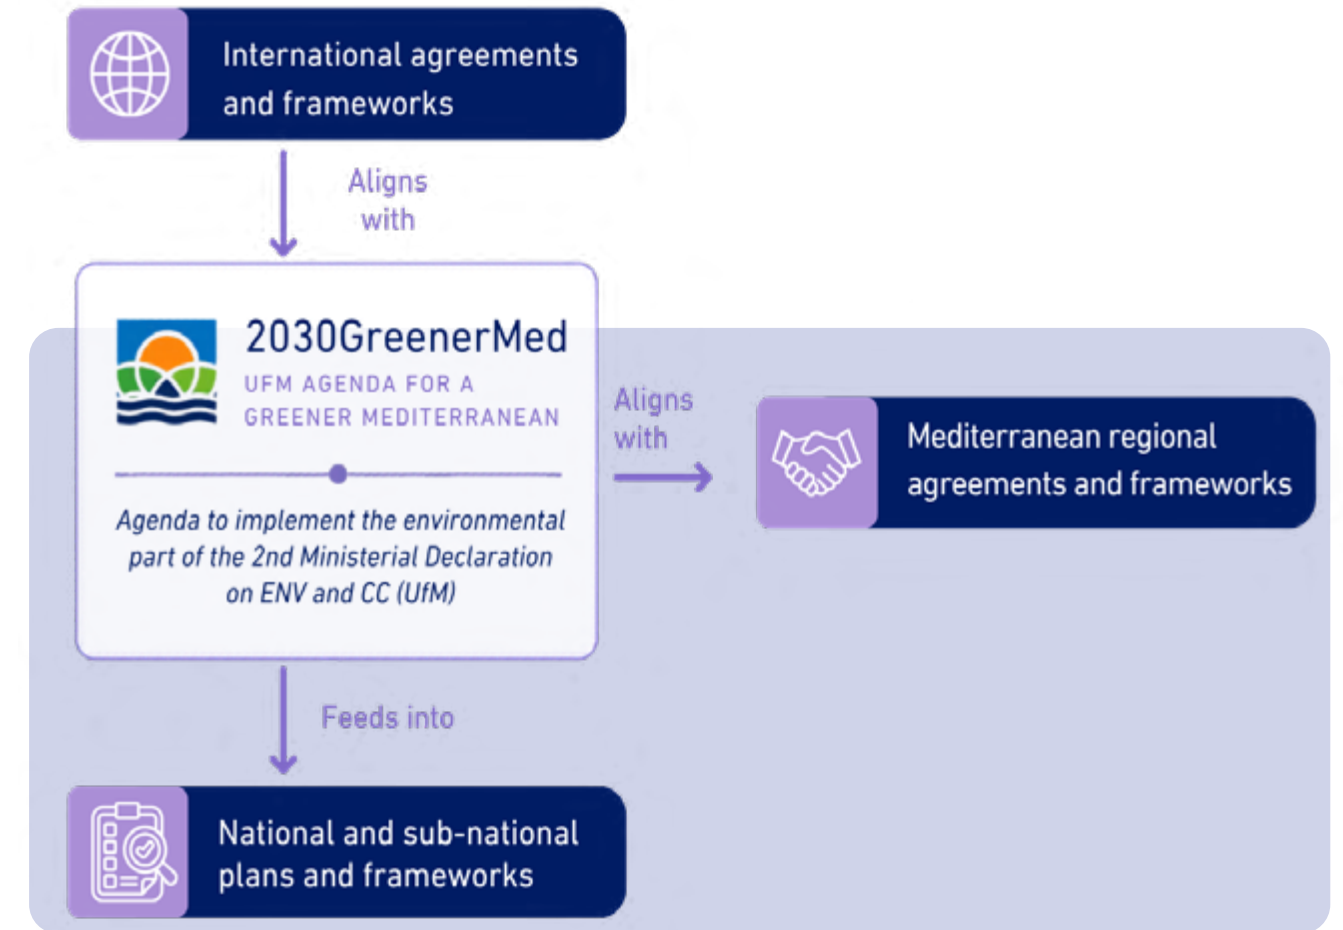 International agreements
and frameworks
Aligns
with
2030GreenerMed
UFM AGENDA FOR A
GREENER MEDITERRANEAN
Agenda to implement the environmental
part of the 2nd Ministerial Declaration
on ENV and CC (UfM)
Aligns
with
Mediterranean regional
agreements and frameworks
Feeds into
National and sub-national
plans and frameworks